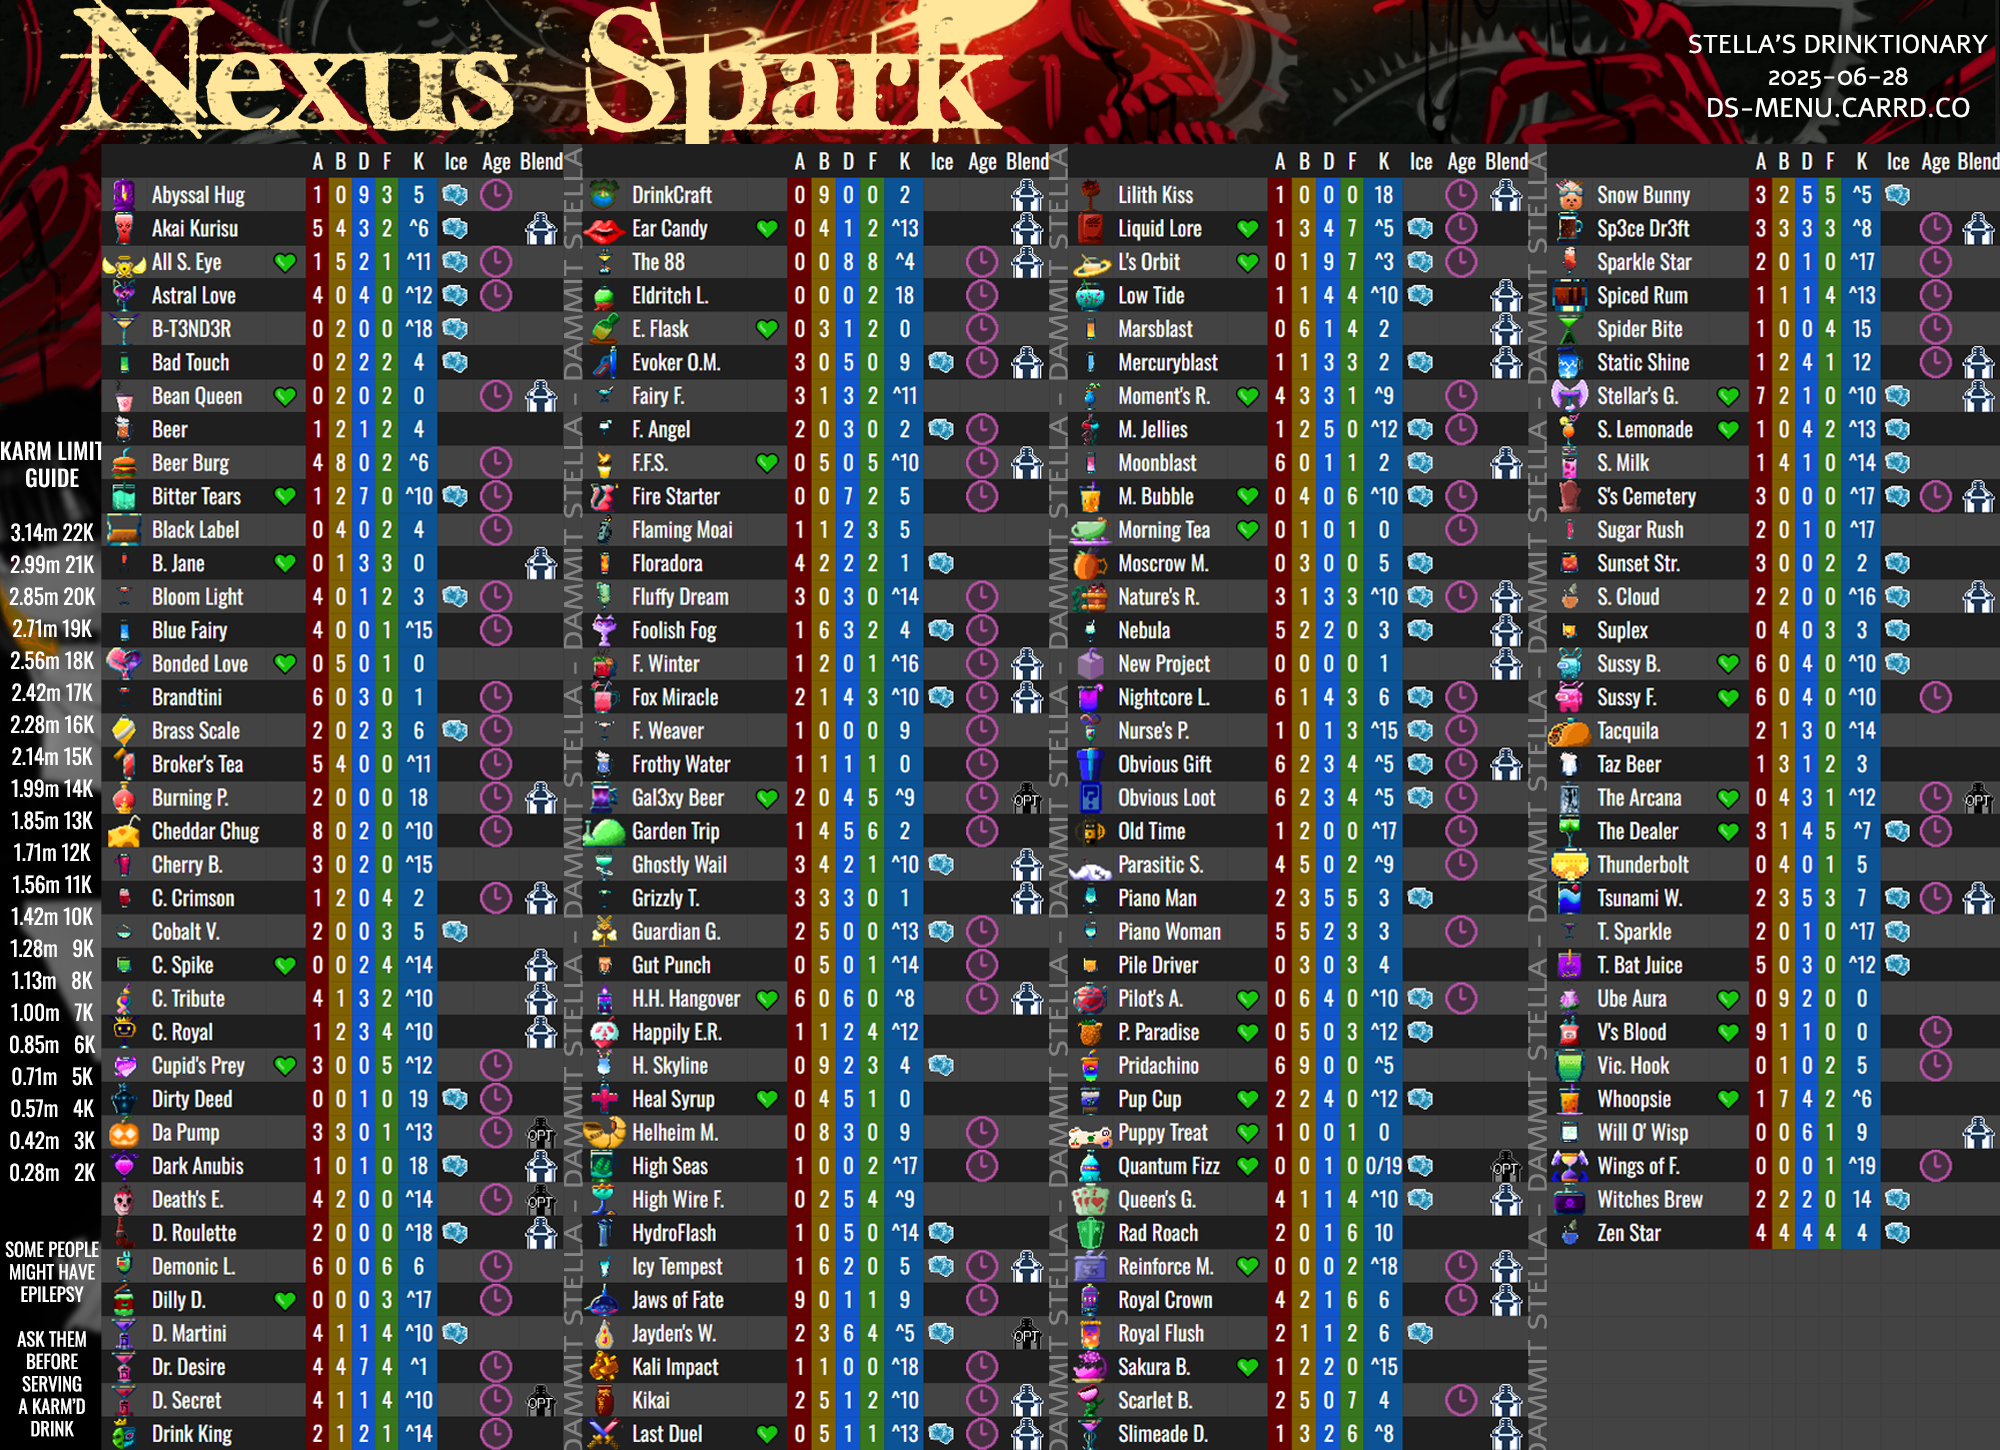 Nexus Spark
STELLA'S DRINKTIONARY
2025-06-28
DS-MENU.CARRD.CO
KARM LIMIT
GUIDE
3.14m 22K
2.99m 21K
2.85m 20K
2.71m 19K
2.56m 18K
2.42m 17K
2.28m 16K
2.14m 15K
1.99m 14K
1.85m 13K
1.71m 12K
1.56m 11K
1.42m 10K
1.28m 9K
1.13m 8K
1.00m 7K
0.85m 6K
0.71m 5K
0.57m 4K
0.42m 3K
0.28m 2K
SOME PEOPLE
MIGHT HAVE
EPILEPSY
ASK THEM
BEFORE
SERVING
A KARM'D
DRINK
A B D F K Ice Age Blend
Abyssal Hug 1 0 9 3 5
Akai Kurisu 5 4 3 2 ^6
All S. Eye 1 5 2 1 ^11
Astral Love 4 0 4 0 ^12
B-T3ND3R 0 2 0 0 ^18
Bad Touch 0 2 2 2 4
Bean Queen 0 2 0 2 0
Beer 1 2 1 2 4
Beer Burg 4 8 0 2 ^6
Bitter Tears 1 2 7 0 ^10
Black Label 0 4 0 2 4
B. Jane 0 1 3 3 0
Bloom Light 4 0 1 2 3
Blue Fairy 4 0 0 1 ^15
Bonded Love 0 5 0 1 0
Brandtini 6 0 3 0 1
Brass Scale 2 0 2 3 6
Broker's Tea 5 4 0 0 ^11
Burning P. 2 0 0 0 18
Cheddar Chug 8 0 2 0 ^10
Cherry B. 3 0 2 0 ^15
C. Crimson 1 2 0 4 2
Cobalt V. 2 0 0 3 5
C. Spike 0 0 2 4 ^14
C. Tribute 4 1 3 2 ^10
C. Royal 1 2 3 4 ^10
Cupid's Prey 3 0 0 5 ^12
Dirty Deed 0 0 1 0 19
Da Pump 3 3 0 1 ^13 OPT
Dark Anubis 1 0 1 0 18
Death's E. 4 2 0 0 ^14 OPT
D. Roulette 2 0 0 0 ^18
Demonic L. 6 0 0 6 6
Dilly D. 0 0 0 3 ^17
D. Martini 4 1 1 4 ^10
Dr. Desire 4 4 7 4 ^1
D. Secret 4 1 1 4 ^10 OPT
Drink King 2 1 2 1 ^14
DAMMIT STELLA - DAMMIT STELLA - DAMMIT STELLA - DAMMIT STELLA
A B D F K Ice Age Blend
DrinkCraft 0 9 0 0 2
Ear Candy 0 4 1 2 ^13
The 88 0 0 8 8 ^4
Eldritch L. 0 0 0 2 18
E. Flask 0 3 1 2 0
Evoker O.M. 3 0 5 0 9
Fairy F. 3 1 3 2 ^11
F. Angel 2 0 3 0 2
F.F.S. 0 5 0 5 ^10
Fire Starter 0 0 7 2 5
Flaming Moai 1 1 2 3 5
Floradora 4 2 2 2 1
Fluffy Dream 3 0 3 0 ^14
Foolish Fog 1 6 3 2 4
F. Winter 1 2 0 1 ^16
Fox Miracle 2 1 4 3 ^10
F. Weaver 1 0 0 0 9
Frothy Water 1 1 1 1 0
Gal3xy Beer 2 0 4 5 ^9 OPT
Garden Trip 1 4 5 6 2
Ghostly Wail 3 4 2 1 ^10
Grizzly T. 3 3 3 0 1
Guardian G. 2 5 0 0 ^13
Gut Punch 0 5 0 1 ^14
H.H. Hangover 6 0 6 0 ^8
Happily E.R. 1 1 2 4 ^12
H. Skyline 0 9 2 3 4
Heal Syrup 0 4 5 1 0
Helheim M. 0 8 3 0 9
High Seas 1 0 0 2 ^17
High Wire F. 0 2 5 4 ^9
HydroFlash 1 0 5 0 ^14
Icy Tempest 1 6 2 0 5
Jaws of Fate 9 0 1 1 9
Jayden's W. 2 3 6 4 ^5 OPT
Kali Impact 1 1 0 0 ^18
Kikai 2 5 1 2 ^10
Last Duel 0 5 1 1 ^13
DAMMIT STELLA - DAMMIT STELLA - DAMMIT STELLA - DAMMIT STELLA
A B D F K Ice Age Blend
Lilith Kiss 1 0 0 0 18
Liquid Lore 1 3 4 7 ^5
L's Orbit 0 1 9 7 ^3
Low Tide 1 1 4 4 ^10
Marsblast 0 6 1 4 2
Mercuryblast 1 1 3 3 2
Moment's R. 4 3 3 1 ^9
M. Jellies 1 2 5 0 ^12
Moonblast 6 0 1 1 2
M. Bubble 0 4 0 6 ^10
Morning Tea 0 1 0 1 0
Moscrow M. 0 3 0 0 5
Nature's R. 3 1 3 3 ^10
Nebula 5 2 2 0 3
New Project 0 0 0 0 1
Nightcore L. 6 1 4 3 6
Nurse's P. 1 0 1 3 ^15
Obvious Gift 6 2 3 4 ^5
Obvious Loot 6 2 3 4 ^5
Old Time 1 2 0 0 ^17
Parasitic S. 4 5 0 2 ^9
Piano Man 2 3 5 5 3
Piano Woman 5 5 2 3 3
Pile Driver 0 3 0 3 4
Pilot's A. 0 6 4 0 ^10
P. Paradise 0 5 0 3 ^12
Pridachino 6 9 0 0 ^5
Pup Cup 2 2 4 0 ^12
Puppy Treat 1 0 0 1 0
Quantum Fizz 0 0 1 0 0/19 OPT
Queen's G. 4 1 1 4 ^10
Rad Roach 2 0 1 6 10
Reinforce M. 0 0 0 2 ^18
Royal Crown 4 2 1 6 6
Royal Flush 2 1 1 2 6
Sakura B. 1 2 2 0 ^15
Scarlet B. 2 5 0 7 4
Slimeade D. 1 3 2 6 ^8
DAMMIT STELLA - DAMMIT STELLA - DAMMIT STELLA - DAMMIT STELLA
A B D F K Ice Age Blend
Snow Bunny 3 2 5 5 ^5
Sp3ce Dr3ft 3 3 3 3 ^8
Sparkle Star 2 0 1 0 ^17
Spiced Rum 1 1 1 4 ^13
Spider Bite 1 0 0 4 15
Static Shine 1 2 4 1 12
Stellar's G. 7 2 1 0 ^10
S. Lemonade 1 0 4 2 ^13
S. Milk 1 4 1 0 ^14
S's Cemetery 3 0 0 0 ^17
Sugar Rush 2 0 1 0 ^17
Sunset Str. 3 0 0 2 2
S. Cloud 2 2 0 0 ^16
Suplex 0 4 0 3 3
Sussy B. 6 0 4 0 ^10
Sussy F. 6 0 4 0 ^10
Tacquila 2 1 3 0 ^14
Taz Beer 1 3 1 2 3
The Arcana 0 4 3 1 ^12 OPT
The Dealer 3 1 4 5 ^7
Thunderbolt 0 4 0 1 5
Tsunami W. 2 3 5 3 7
T. Sparkle 2 0 1 0 ^17
T. Bat Juice 5 0 3 0 ^12
Ube Aura 0 9 2 0 0
V's Blood 9 1 1 0 0
Vic. Hook 0 1 0 2 5
Whoopsie 1 7 4 2 ^6
Will O' Wisp 0 0 6 1 9
Wings of F. 0 0 0 1 ^19
Witches Brew 2 2 2 0 14
Zen Star 4 4 4 4 4